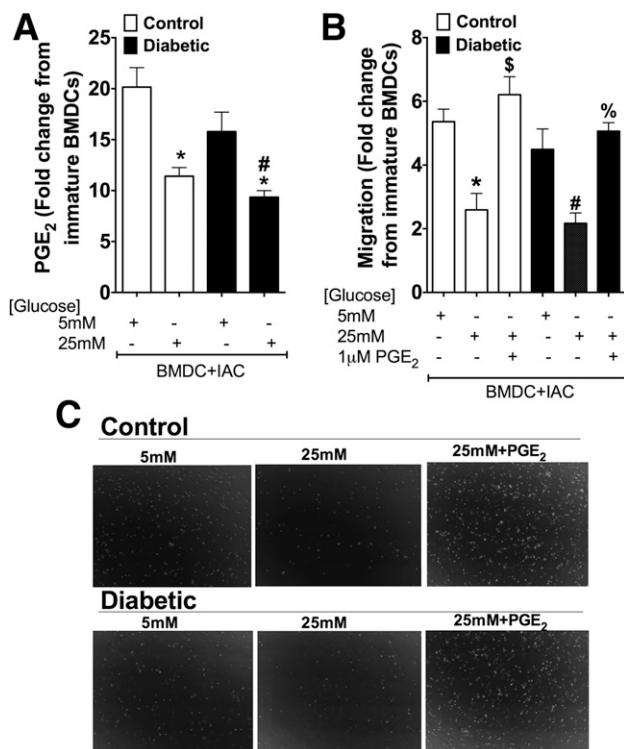 A
Control
Diabetic
PGE2 (Fold change from
immature BMDCs)
25
20
15
10
5
0
*
#
*
[Glucose]
5mM + - + -
25mM - + - +
BMDC+IAC
B
Control
Diabetic
Migration (Fold change
from immature BMDCs)
8
6
4
2
0
*
$
#
%
[Glucose]
5mM + - - + - -
25mM - + + - + +
1μM PGE2 - - + - - +
BMDC+IAC
C
Control
5mM 25mM 25mM+PGE2
Diabetic
5mM 25mM 25mM+PGE2